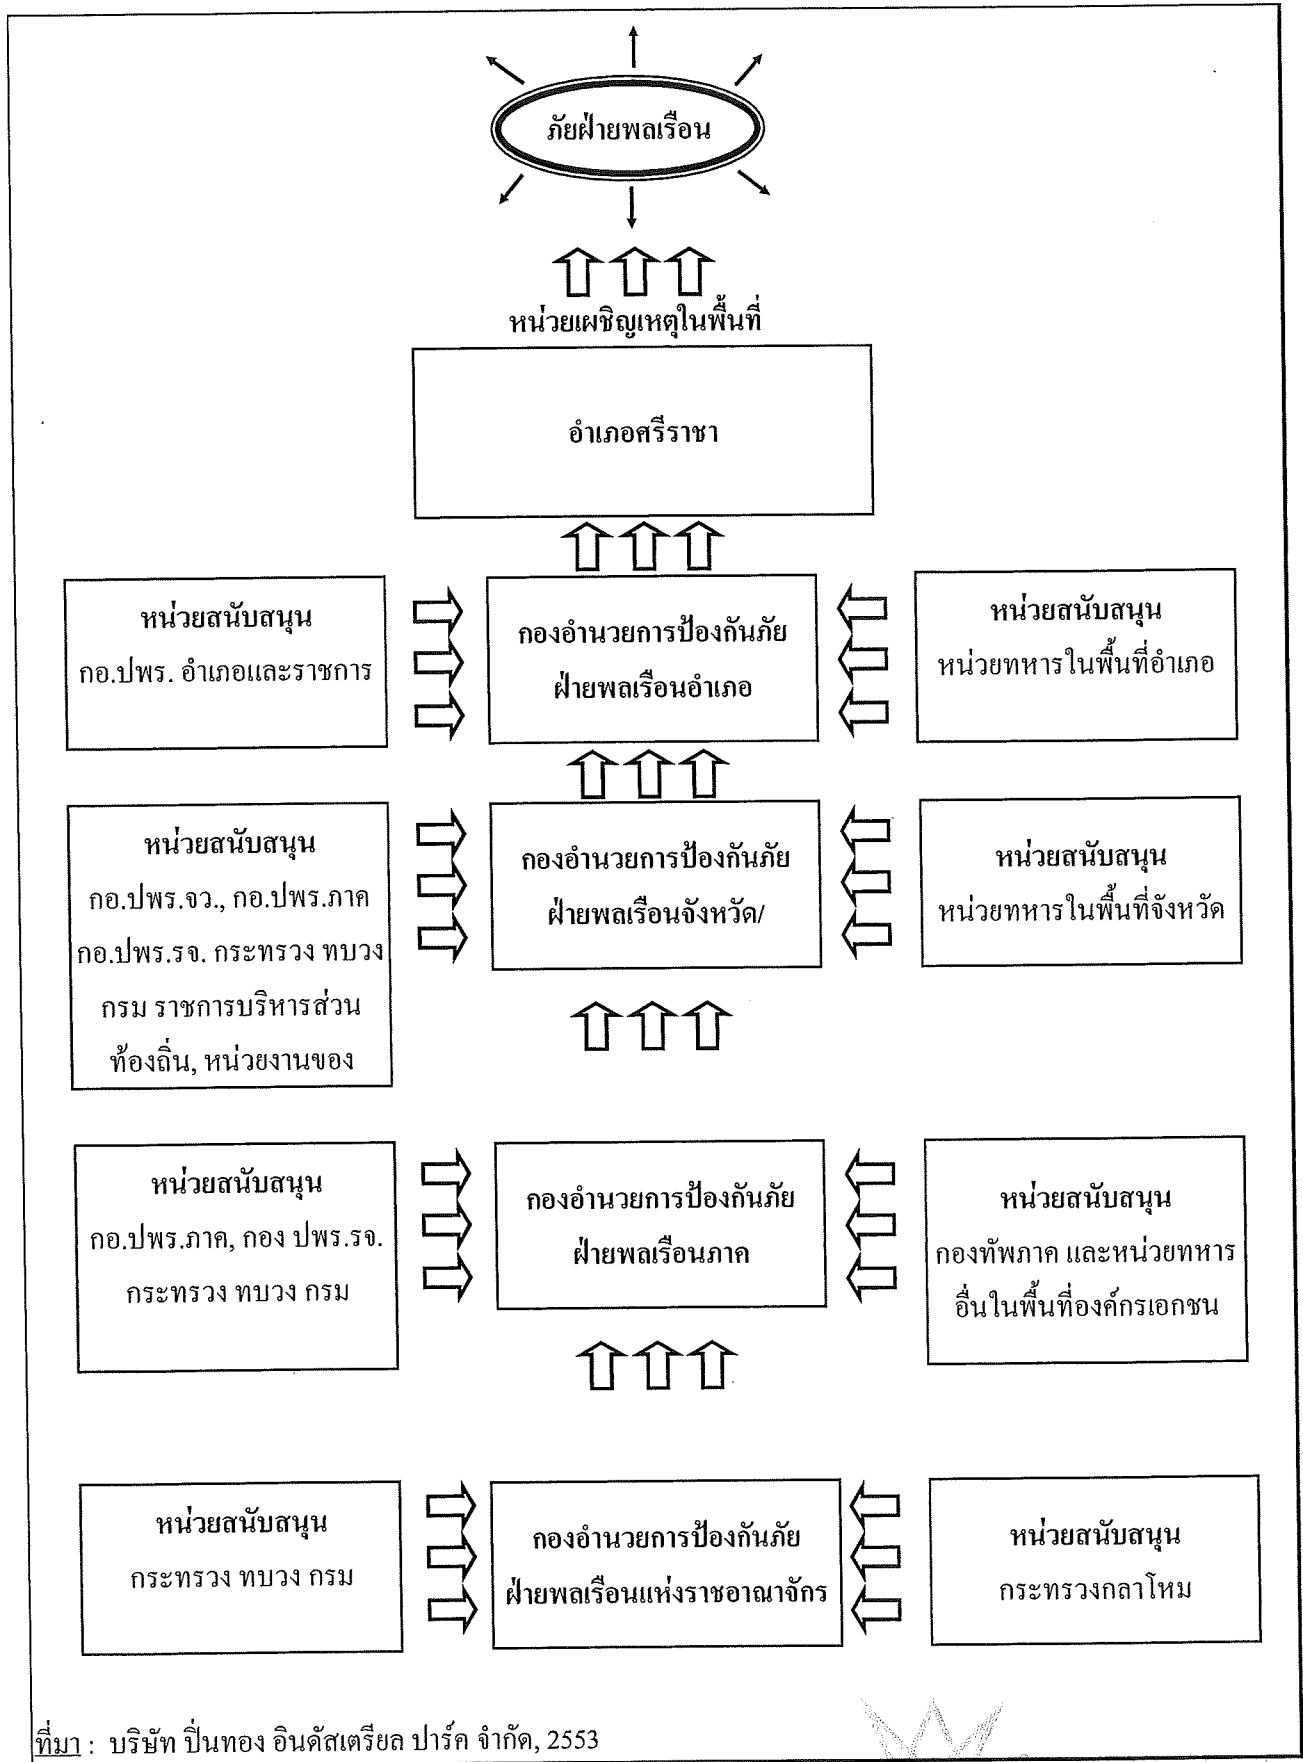 ภัยฝ่ายพลเรือน
หน่วยเผชิญเหตุในพื้นที่
อำเภอศรีราชา
หน่วยสนับสนุน
กอ.ปพร. อำเภอและราชการ
กองอำนวยการป้องกันภัย
ฝ่ายพลเรือนอำเภอ
หน่วยสนับสนุน
หน่วยทหารในพื้นที่อำเภอ
หน่วยสนับสนุน
กอ.ปพร.จว., กอ.ปพร.ภาค
กอ.ปพร.รจ. กระทรวง ทบวง
กรม ราชการบริหารส่วน
ท้องถิ่น, หน่วยงานของ
กองอำนวยการป้องกันภัย
ฝ่ายพลเรือนจังหวัด/
หน่วยสนับสนุน
หน่วยทหารในพื้นที่จังหวัด
หน่วยสนับสนุน
กอ.ปพร.ภาค, กอง ปพร.รจ.
กระทรวง ทบวง กรม
กองอำนวยการป้องกันภัย
ฝ่ายพลเรือนภาค
หน่วยสนับสนุน
กองทัพภาค และหน่วยทหาร
อื่นในพื้นที่องค์กรเอกชน
หน่วยสนับสนุน
กระทรวง ทบวง กรม
กองอำนวยการป้องกันภัย
ฝ่ายพลเรือนแห่งราชอาณาจักร
หน่วยสนับสนุน
กระทรวงกลาโหม
ที่มา : บริษัท ปิ่นทอง อินดัสเตรียล ปาร์ค จำกัด, 2553